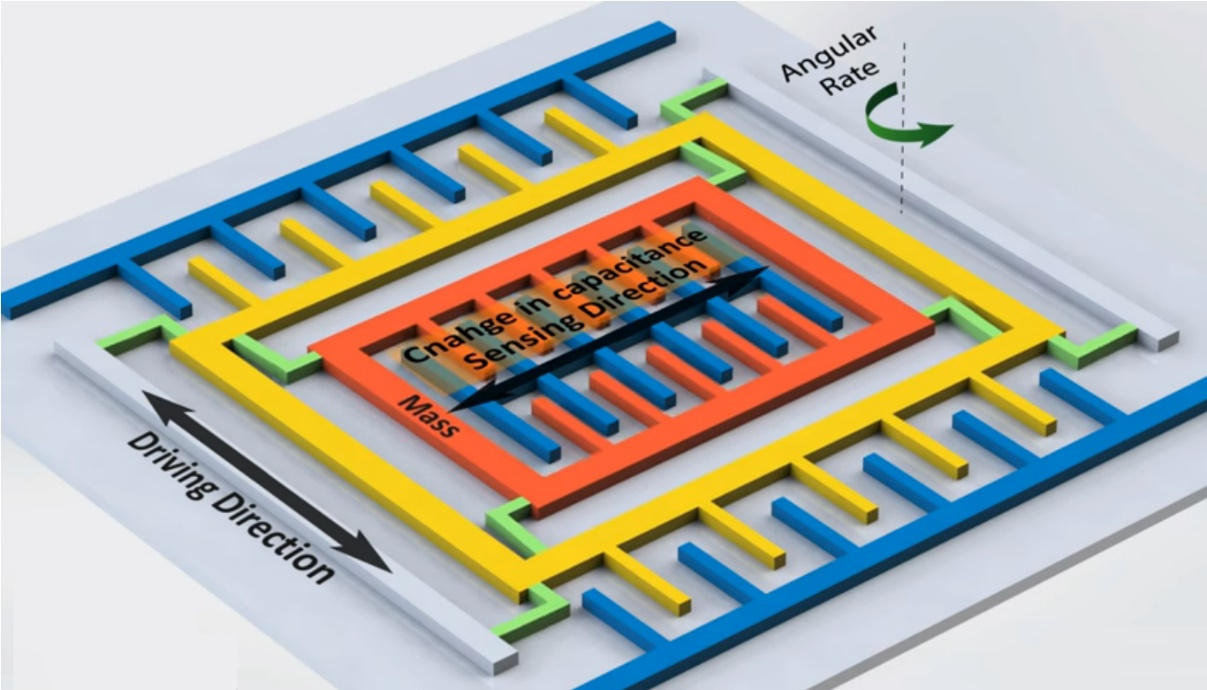 Angular
Rate
Cnahge in capacitance
Sensing Direction
Mass
Driving Direction